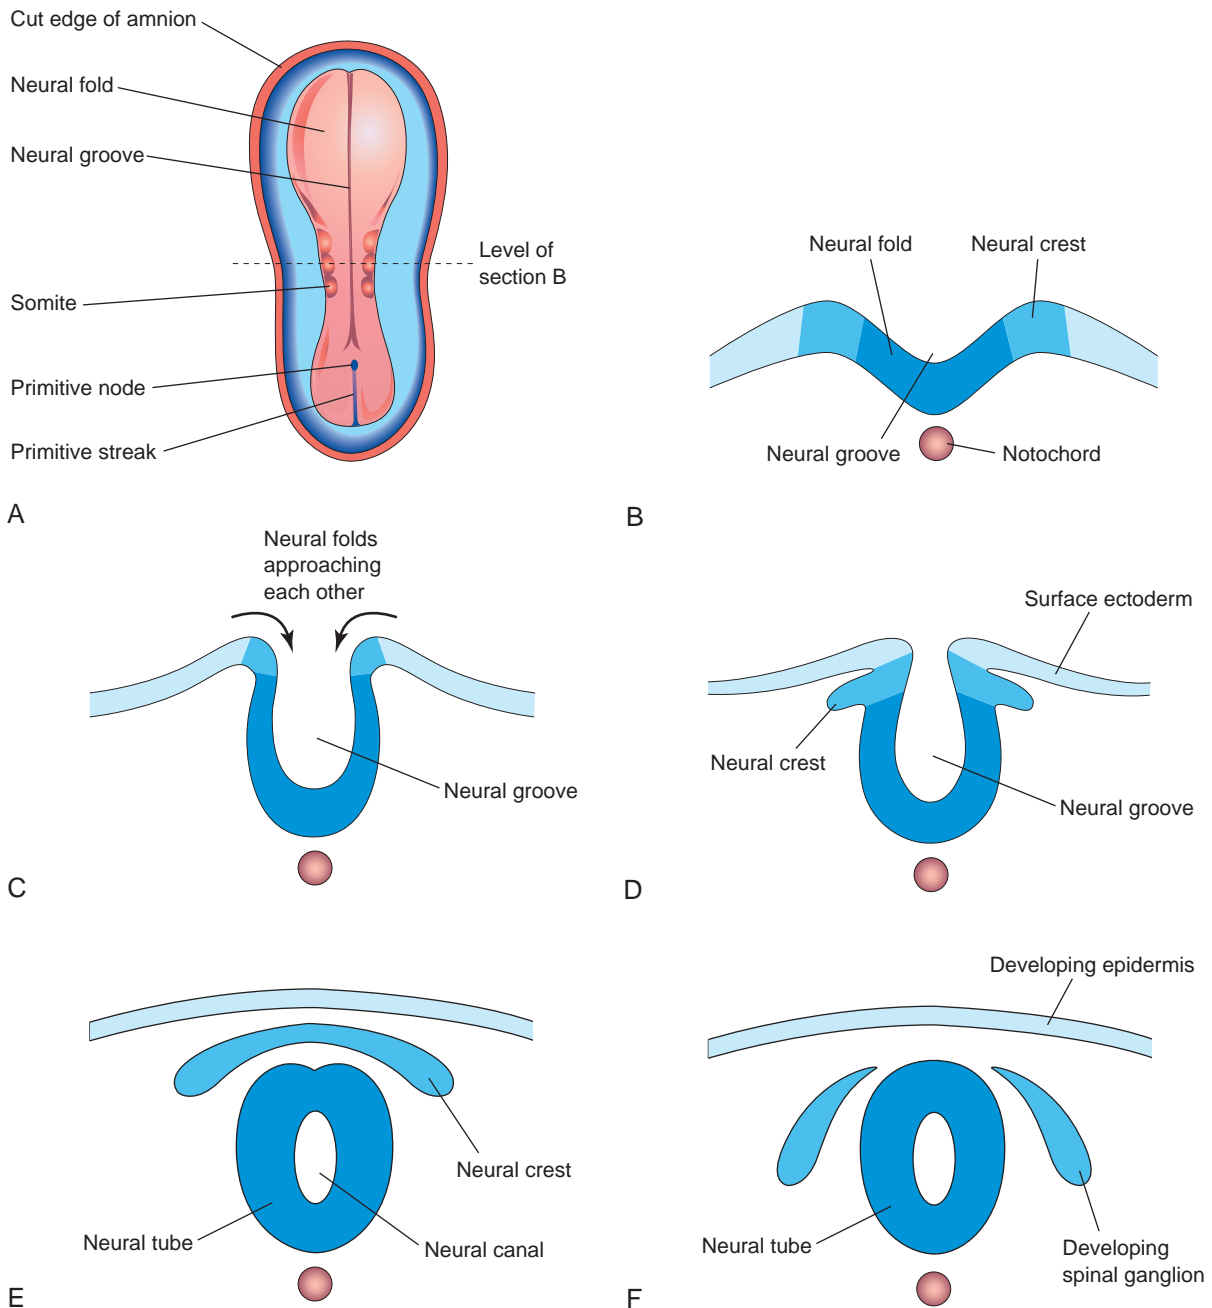 Cut edge of amnion
Neural fold
Neural groove
Level of
section B
Somite
Primitive node
Primitive streak
A
Neural fold
Neural crest
Neural groove
Notochord
B
Neural folds
approaching
each other
Neural groove
C
Surface ectoderm
Neural crest
Neural groove
D
Neural crest
Neural tube
Neural canal
E
Developing epidermis
Neural tube
Developing
spinal ganglion
F